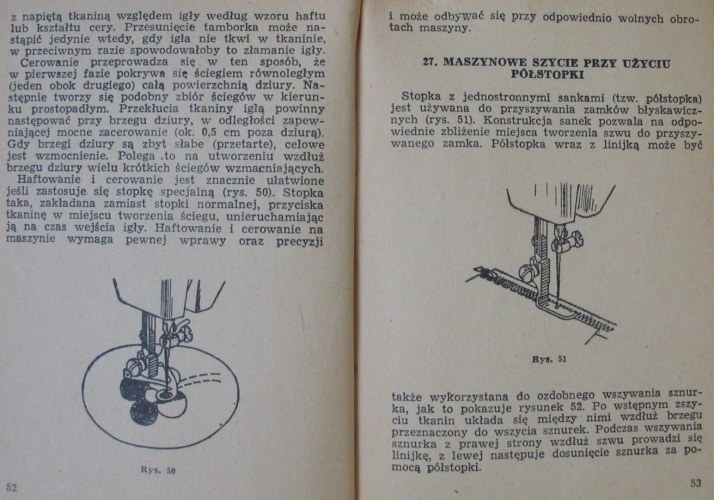 z napiętą tkaniną względem igły według wzoru haftu
lub kształtu cery. Przesunięcie tamborka może na-
stąpić jedynie wtedy, gdy igła nie tkwi w tkaninie,
w przeciwnym razie spowodowałoby to złamanie igły.
Cerowanie przeprowadza się w ten sposób, że
w pierwszej fazie pokrywa się ściegiem równoległym
(jeden obok drugiego) całą powierzchnią dziury. Na-
stępnie tworzy się podobny zbiór ściegów w kierun-
ku prostopadłym. Przekłucia tkaniny igłą powinny
następować przy brzegu dziury, w odległości zapew-
niającej mocne zacerowanie (ok. 0,5 cm poza dziurą).
Gdy brzegi dziury są zbyt słabe (przetarte), celowe
jest wzmocnienie. Polega .to na utworzeniu wzdłuż
brzegu dziury wielu krótkich ściegów wzmacniających.
Haftowanie i cerowanie jest znacznie ułatwione
jeśli zastosuje się stopkę specjalną (rys. 50). Stopka
taka, zakładana zamiast stopki normalnej, przyciska
tkaninę w miejscu tworzenia ściegu, unieruchamiając
ją na czas wejścia igły. Haftowanie i cerowanie na
maszynie wymaga pewnej wprawy oraz precyzji
Rys. 50
52
i może odbywać się przy odpowiednio wolnych obro-
tach maszyny.
27. MASZYNOWE SZYCIE PRZY UŻYCIU
PÓŁSTOPKI
Stopka z jednostronnymi sankami (tzw. półstopka)
jest używana do przyszywania zamków błyskawicz-
nych (rys. 51). Konstrukcja sanek pozwala na odpo-
wiednie zbliżenie miejsca tworzenia szwu do przyszy-
wanego zamka. Półstopka wraz z linijką może być
Rys. 51
także wykorzystana do ozdobnego wszywania sznur-
ka, jak to pokazuje rysunek 52. Po wstępnym zszy-
ciu tkanin układa się między nimi wzdłuż brzegu
przeznaczony do wszycia sznurek. Podczas wszywania
sznurka z prawej strony wzdłuż szwu prowadzi się
linijkę, z lewej następuje dosunięcie sznurka za po-
mocą półstopki.
53